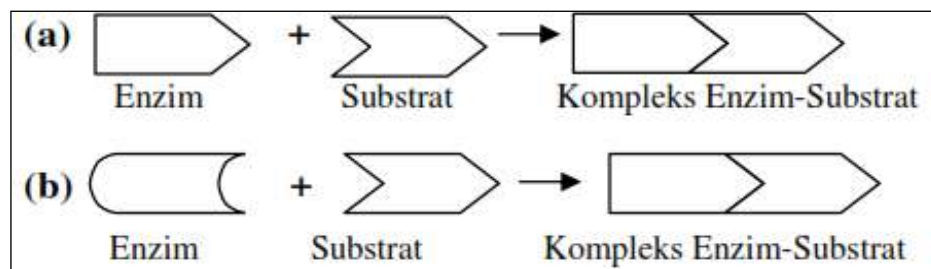 (a) + 
Enzim Substrat Kompleks Enzim-Substrat
(b) +
Enzim Substrat Kompleks Enzim-Substrat